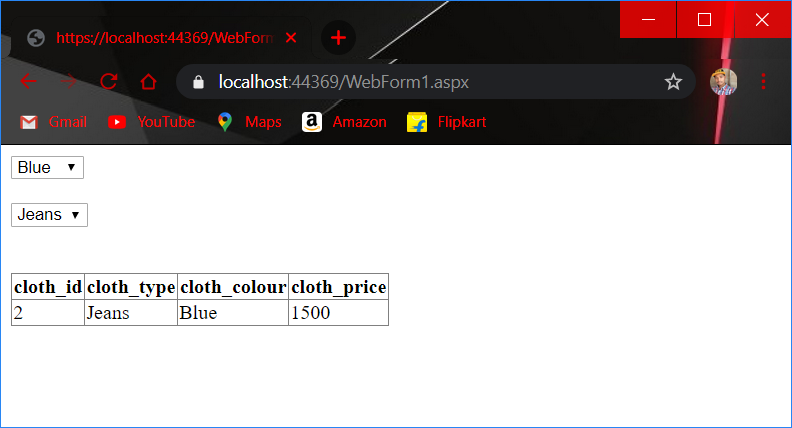 https://localhost:44369/WebForm
localhost:44369/WebForm1.aspx
Gmail YouTube Maps Amazon Flipkart
Blue
Jeans
cloth_id cloth_type cloth_colour cloth_price
2 Jeans Blue 1500